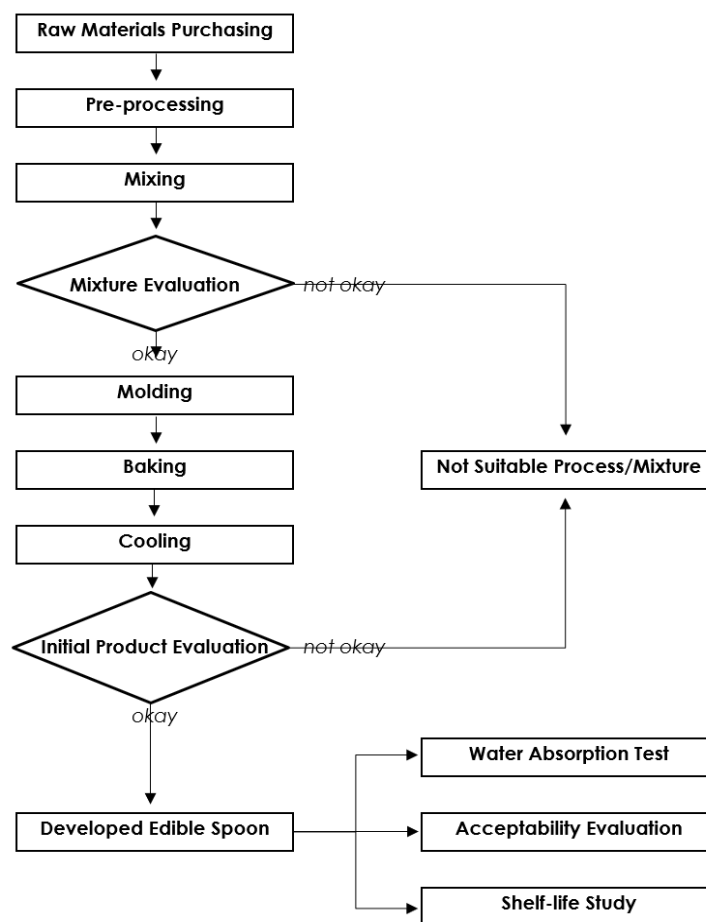 Raw Materials Purchasing
Pre-processing
Mixing
Mixture Evaluation
not okay
okay
Molding
Baking
Not Suitable Process/Mixture
Cooling
Initial Product Evaluation
not okay
okay
Water Absorption Test
Developed Edible Spoon
Acceptability Evaluation
Shelf-life Study